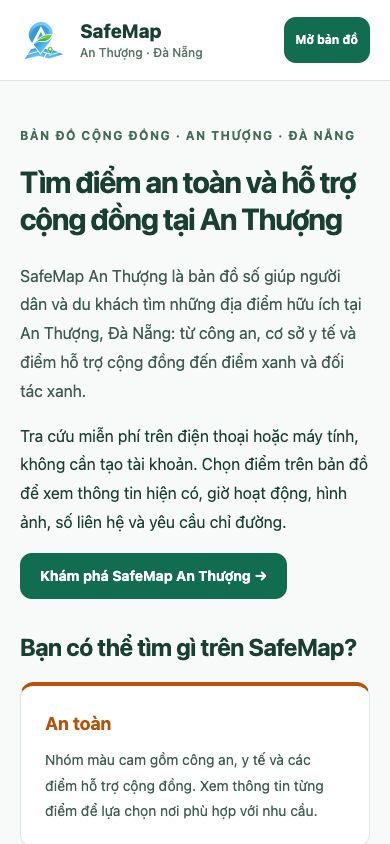 SafeMap
An Thượng · Đà Nẵng
Mở bản đồ
BẢN ĐỒ CỘNG ĐỒNG · AN THƯỢNG · ĐÀ NẴNG
Tìm điểm an toàn và hỗ trợ
cộng đồng tại An Thượng
SafeMap An Thượng là bản đồ số giúp người
dân và du khách tìm những địa điểm hữu ích tại
An Thượng, Đà Nẵng: từ công an, cơ sở y tế và
điểm hỗ trợ cộng đồng đến điểm xanh và đối
tác xanh.
Tra cứu miễn phí trên điện thoại hoặc máy tính,
không cần tạo tài khoản. Chọn điểm trên bản đồ
để xem thông tin hiện có, giờ hoạt động, hình
ảnh, số liên hệ và yêu cầu chỉ đường.
Khám phá SafeMap An Thượng →
Bạn có thể tìm gì trên SafeMap?
An toàn
Nhóm màu cam gồm công an, y tế và các
điểm hỗ trợ cộng đồng. Xem thông tin từng
điểm để lựa chọn nơi phù hợp với nhu cầu.